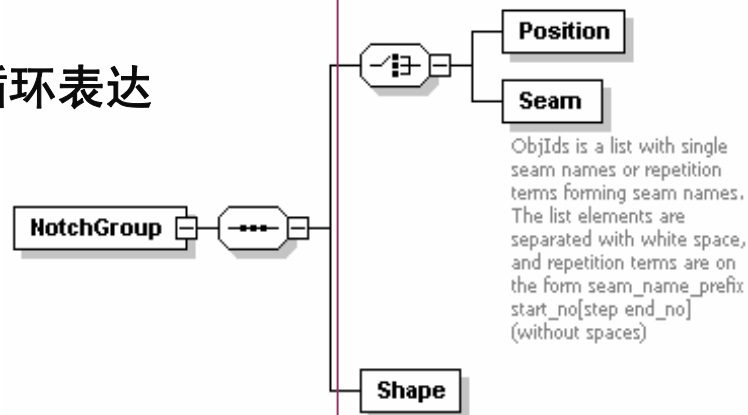 循环表达
Position
Seam
ObjIds is a list with single
seam names or repetition
terms forming seam names.
The list elements are
separated with white space,
and repetition terms are on
the form seam_name_prefix
start_no[step end_no]
(without spaces)
NotchGroup
Shape